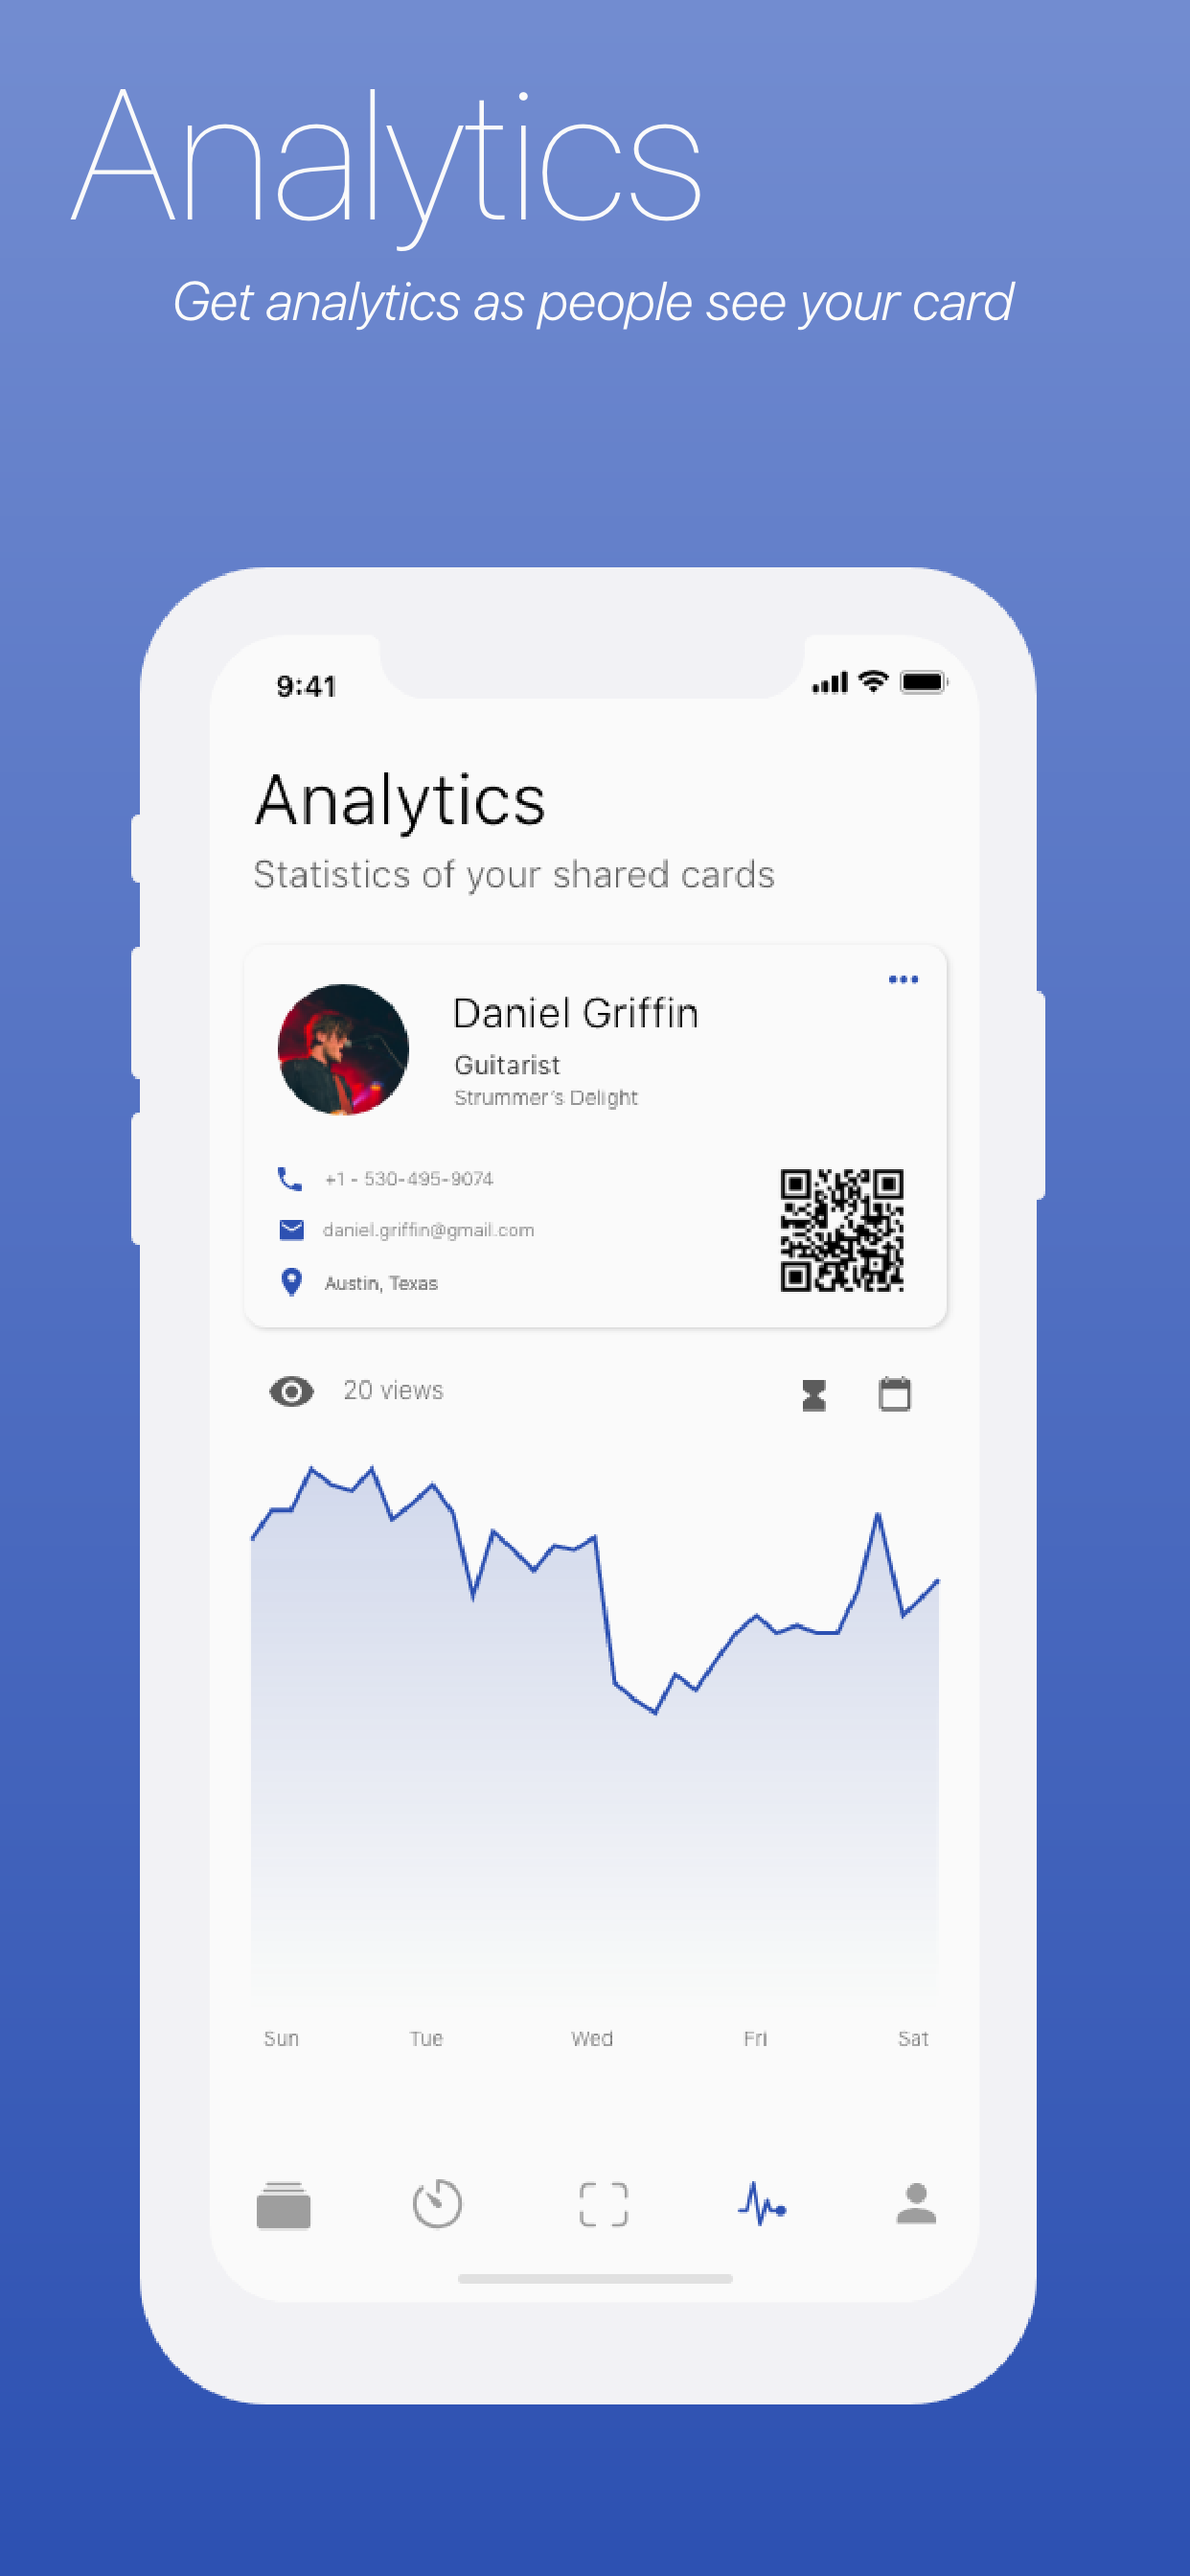 Analytics
Get analytics as people see your card
9:41
Analytics
Statistics of your shared cards
Daniel Griffin
Guitarist
Strummer's Delight
+1 - 530-495-9074
daniel.griffin@gmail.com
Austin, Texas
20 views
Sun Tue Wed Fri Sat